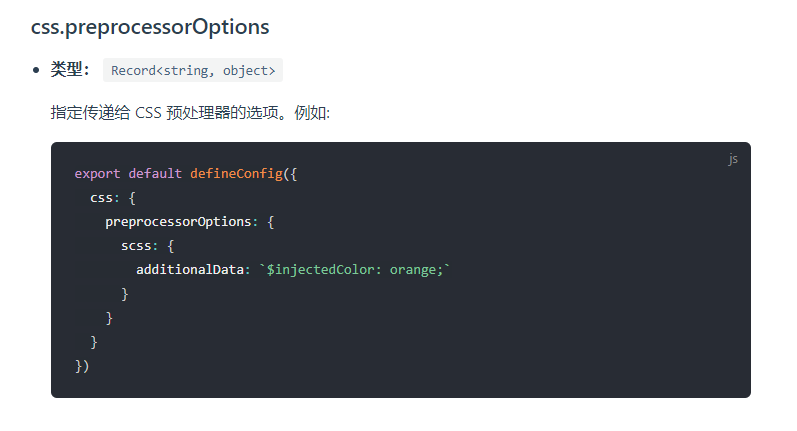 css.preprocessorOptions
• 类型： Record<string, object>
指定传递给 CSS 预处理器的选项。例如:
js
export default defineConfig({
  css: {
    preprocessorOptions: {
      scss: {
        additionalData: `$injectedColor: orange;`
      }
    }
  }
})